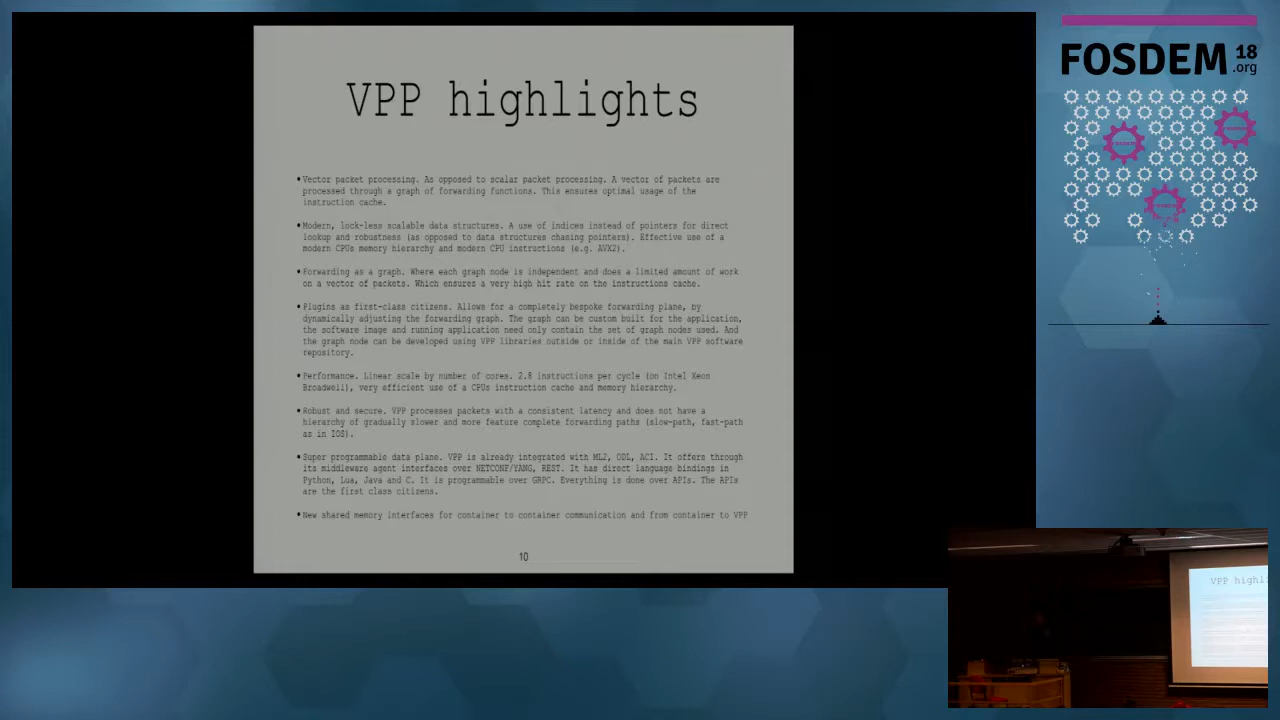 VPP highlights
•Vector packet processing. As opposed to scalar packet processing. A vector of packets are
processed through a graph of forwarding functions. This ensures optimal usage of the
instruction cache.
•Modern, lock-less scalable data structures. A use of indices instead of pointers for direct
lookup and robustness (as opposed to data structures chasing pointers). Effective use of a
modern CPUs memory hierarchy and modern CPU instructions (e.g. AVX2).
•Forwarding as a graph. Where each graph node is independent and does a limited amount of work
on a vector of packets. Which ensures a very high hit rate on the instructions cache.
•Plugins as first-class citizens. Allows for a completely bespoke forwarding plane, by
dynamically adjusting the forwarding graph. The graph can be custom built for the application,
the software image and running application need only contain the set of graph nodes used. And
the graph node can be developed using VPP libraries outside or inside of the main VPP software
repository.
•Performance. Linear scale by number of cores. 2.8 instructions per cycle (on Intel Xeon
Broadwell), very efficient use of a CPUs instruction cache and memory hierarchy.
•Robust and secure. VPP processes packets with a consistent latency and does not have a
hierarchy of gradually slower and more feature complete forwarding paths (slow-path, fast-path
as in IOS).
•Super programmable data plane. VPP is already integrated with ML2, ODL, ACI. It offers through
its middleware agent interfaces over NETCONF/YANG, REST. It has direct language bindings in
Python, Lua, Java and C. It is programmable over GRPC. Everything is done over APIs. The APIs
are the first class citizens.
•New shared memory interfaces for container to container communication and from container to VPP
10
FOSDEM 18
.org
VPP highl